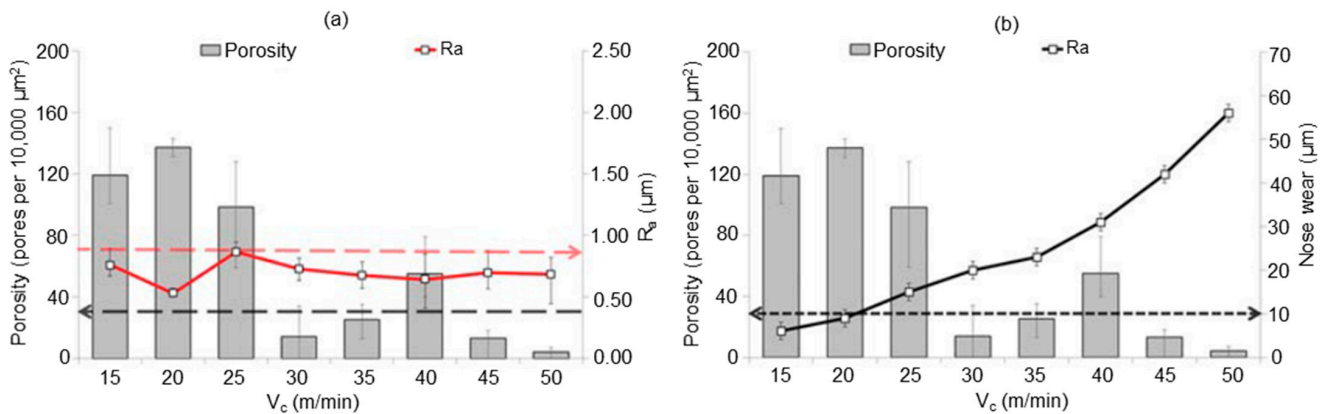 (a)
Porosity
Ra
Porosity (pores per 10,000 µm²)
200
160
120
80
40
0
2.50
2.00
1.50
1.00
0.50
0.00
Rₐ (µm)
15 20 25 30 35 40 45 50
V꜀ (m/min)
(b)
Porosity
Ra
Porosity (pores per 10,000 µm²)
200
160
120
80
40
0
70
60
50
40
30
20
10
0
Nose wear (µm)
15 20 25 30 35 40 45 50
V꜀ (m/min)